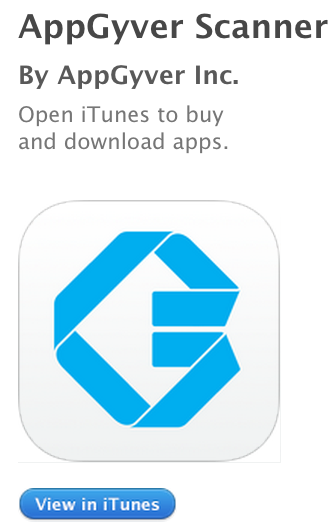 AppGyver Scanner
By AppGyver Inc.
Open iTunes to buy
and download apps.
View in iTunes